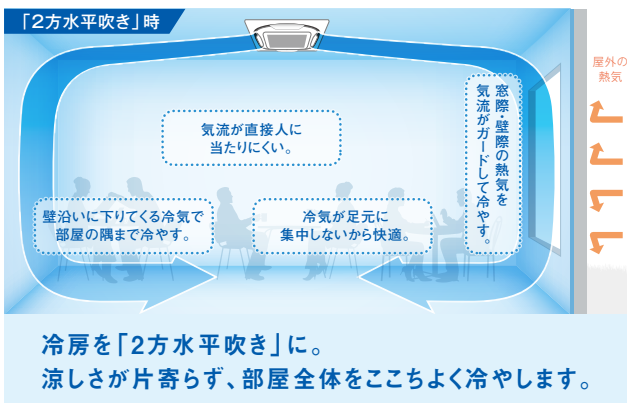 「2方水平吹き」時
屋外の
熱気
窓際・壁際の熱気を
気流がガードして冷やす。
気流が直接人に
当たりにくい。
壁沿いに下りてくる冷気で
部屋の隅まで冷やす。
冷気が足元に
集中しないから快適。
冷房を「2方水平吹き」に。
涼しさが片寄らず、部屋全体をここちよく冷やします。